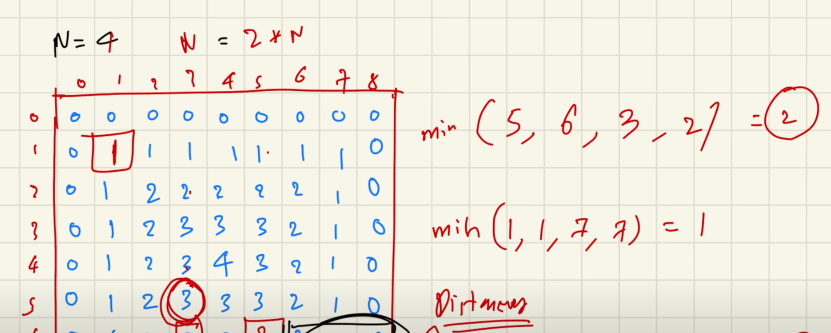 N = 4 N = 2 * N
0 1 2 3 4 5 6 7 8
0 0 0 0 0 0 0 0 0 0
1 0 1 1 1 1 1 1 1 0
2 0 1 2 2 2 2 2 1 0
3 0 1 2 3 3 3 2 1 0
4 0 1 2 3 4 3 2 1 0
5 0 1 2 3 3 3 2 1 0
min (5, 6, 3, 2) = 2
min (1, 1, 7, 7) = 1
Distances